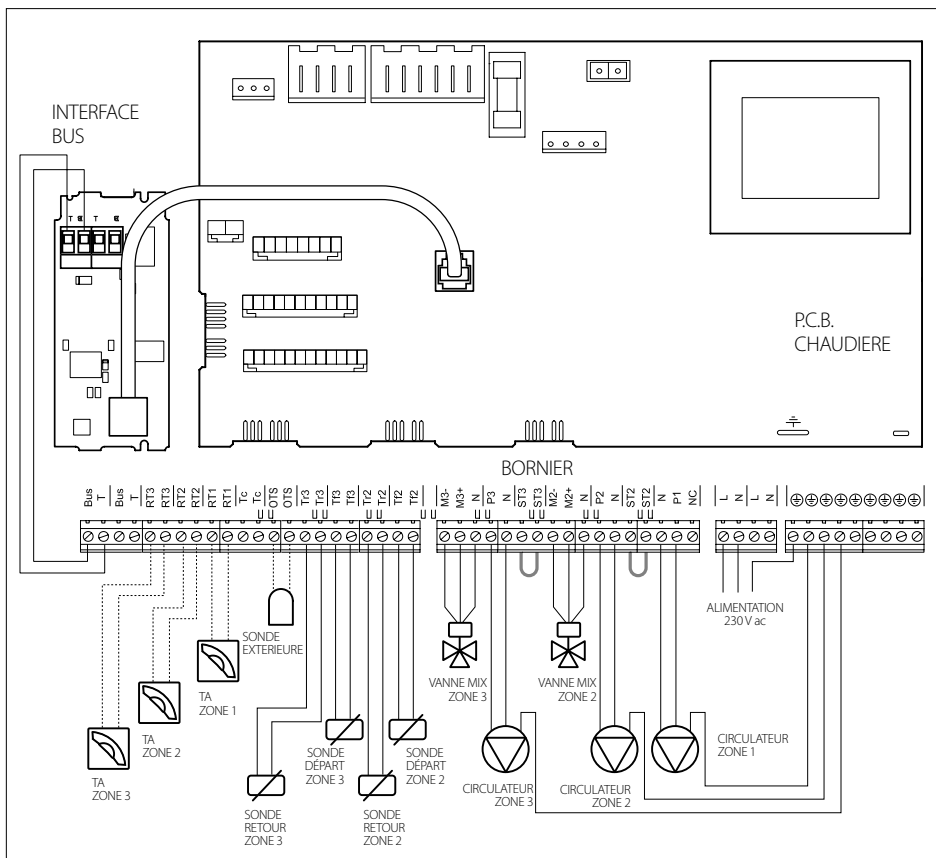 INTERFACE
BUS
T
B
T
B
P.C.B.
CHAUDIERE
BORNIER
Bus
T
Bus
T
RT3
RT3
RT2
RT2
RT1
RT1
Tc
Tc
OTS
OTS
Tr3
Tr3
Tf3
Tf3
Tr2
Tr2
Tf2
Tf2
M3-
M3+
N
P3
N
ST3
ST3
M2-
M2+
N
P2
N
ST2
ST2
N
P1
NC
L
N
L
N
ALIMENTATION
230 V ac
SONDE
EXTERIEURE
VANNE MIX
ZONE 3
VANNE MIX
ZONE 2
TA
ZONE 1
TA
ZONE 2
TA
ZONE 3
SONDE
DÉPART
ZONE 3
SONDE
DÉPART
ZONE 2
SONDE
RETOUR
ZONE 3
SONDE
RETOUR
ZONE 2
CIRCULATEUR
ZONE 3
CIRCULATEUR
ZONE 2
CIRCULATEUR
ZONE 1